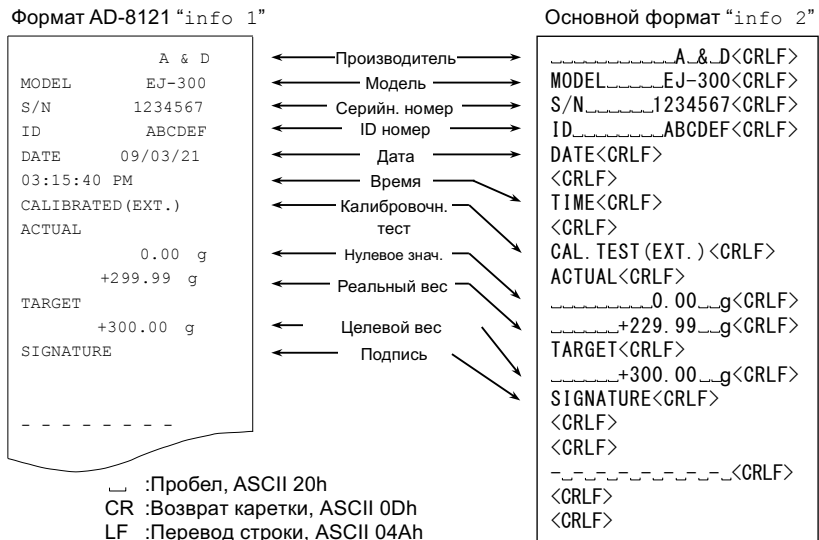 Формат AD-8121 “info 1”
A & D
MODEL EJ-300
S/N 1234567
ID ABCDEF
DATE 09/03/21
03:15:40 PM
CALIBRATED(EXT.)
ACTUAL
0.00 g
+299.99 g
TARGET
+300.00 g
SIGNATURE
- - - - - - - -
Производитель
Модель
Серийн. номер
ID номер
Дата
Время
Калибровочн.
тест
Нулевое знач.
Реальный вес
Целевой вес
Подпись
Основной формат “info 2”
␣␣␣␣␣␣␣␣␣␣␣A␣&␣D<CRLF>
MODEL␣␣␣␣␣EJ-300<CRLF>
S/N␣␣␣␣␣␣1234567<CRLF>
ID␣␣␣␣␣␣␣␣ABCDEF<CRLF>
DATE<CRLF>
<CRLF>
TIME<CRLF>
<CRLF>
CAL.TEST(EXT.)<CRLF>
ACTUAL<CRLF>
␣␣␣␣␣␣␣␣␣0.00␣␣g<CRLF>
␣␣␣␣␣␣+229.99␣␣g<CRLF>
TARGET<CRLF>
␣␣␣␣␣␣+300.00␣␣g<CRLF>
SIGNATURE<CRLF>
<CRLF>
<CRLF>
-␣-␣-␣-␣-␣-␣-␣-␣<CRLF>
<CRLF>
<CRLF>
␣ :Пробел, ASCII 20h
CR :Возврат каретки, ASCII 0Dh
LF :Перевод строки, ASCII 04Ah